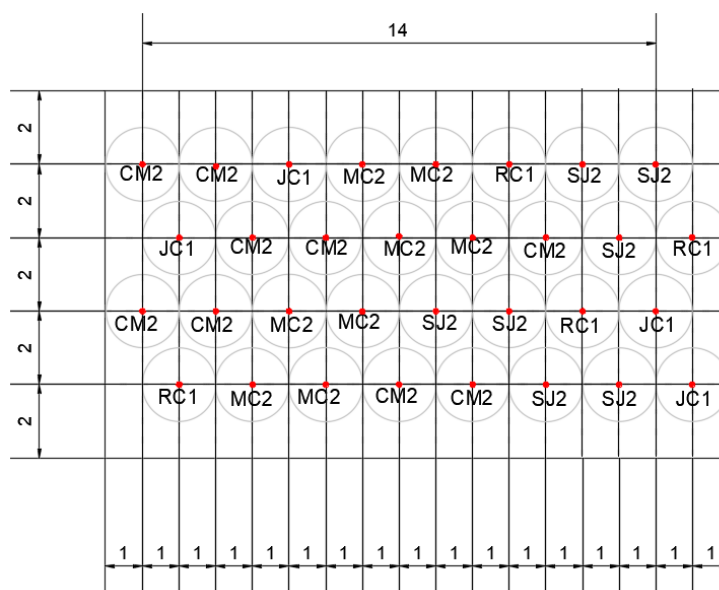 14
2
CM2 CM2 JC1 MC2 MC2 RC1 SJ2 SJ2
2
JC1 CM2 CM2 MC2 MC2 CM2 SJ2 RC1
2
CM2 CM2 MC2 MC2 SJ2 SJ2 RC1 JC1
2
RC1 MC2 MC2 CM2 CM2 SJ2 SJ2 JC1
2
1 1 1 1 1 1 1 1 1 1 1 1 1 1 1 1 1